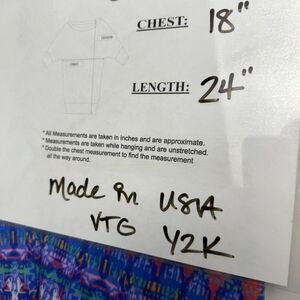 CHEST: 18"
LENGTH: 24"
* All Measurements are taken in inches and are approximate.
* Measurements are taken while hanging and are unstretched.
* Double the chest measurement to find the measurement
all the way around.
Made in USA
VTG Y2K